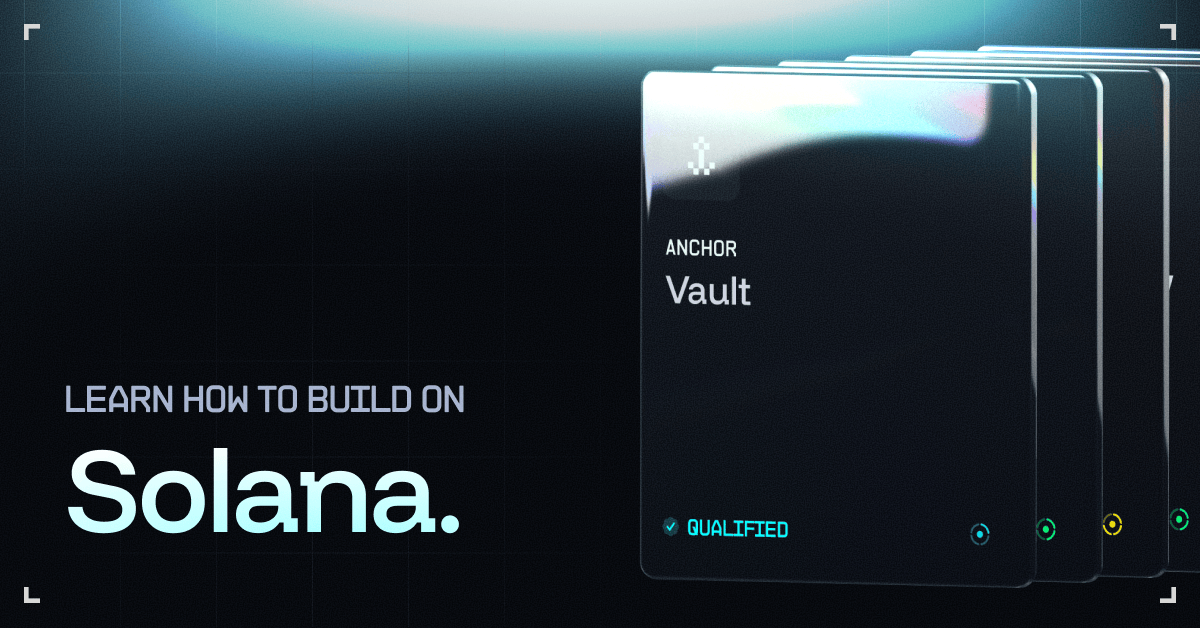 ANCHOR
Vault
LEARN HOW TO BUILD ON
Solana.
QUALIFIED